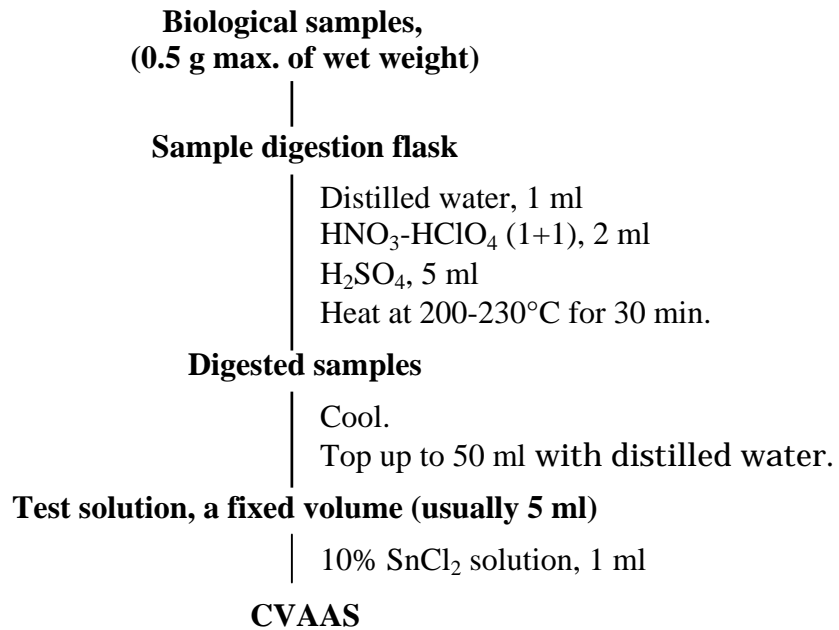 Biological samples,
(0.5 g max. of wet weight)
Sample digestion flask
Distilled water, 1 ml
HNO₃-HClO₄ (1+1), 2 ml
H₂SO₄, 5 ml
Heat at 200-230°C for 30 min.
Digested samples
Cool.
Top up to 50 ml with distilled water.
Test solution, a fixed volume (usually 5 ml)
10% SnCl₂ solution, 1 ml
CVAAS